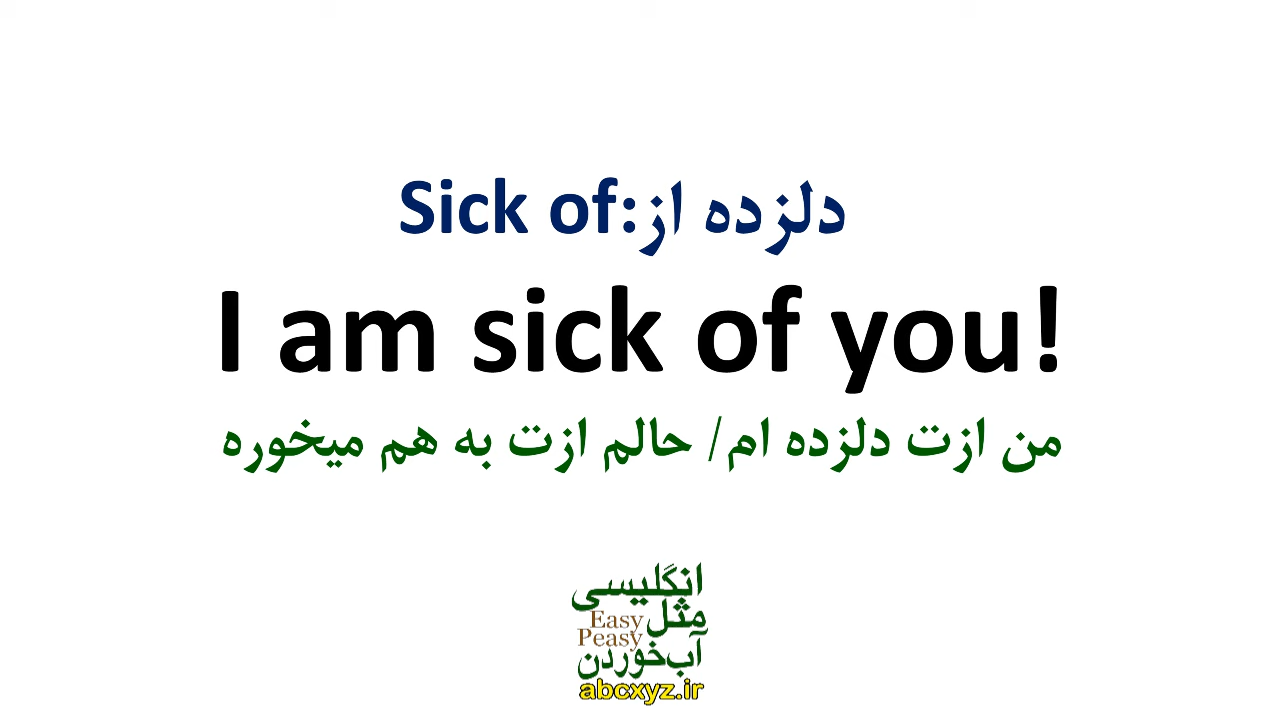 Sick of:دلزده از
I am sick of you!
من ازت دلزده ام/ حالم ازت به هم میخوره
انگلیسی
مثل
Easy
Peasy
آب‌خوردن
abcxyz.ir